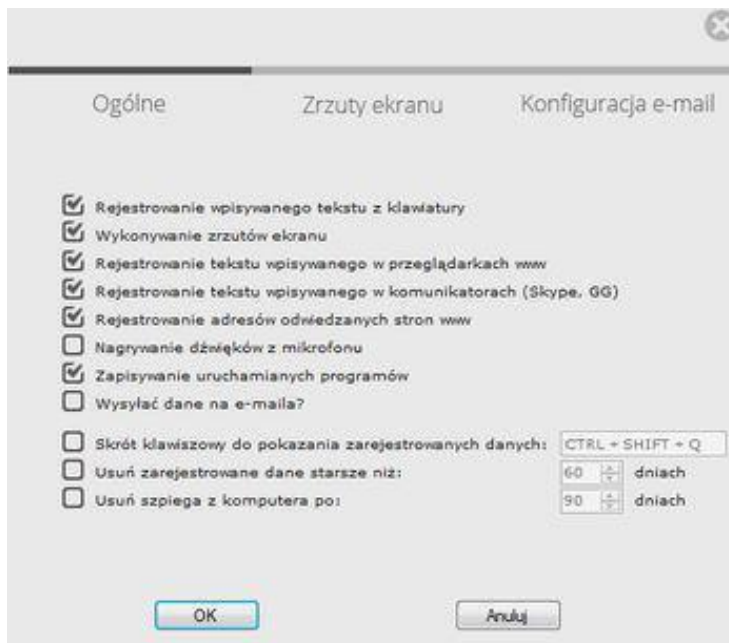 Ogólne Zrzuty ekranu Konfiguracja e-mail
Rejestrowanie wpisywanego tekstu z klawiatury
Wykonywanie zrzutów ekranu
Rejestrowanie tekstu wpisywanego w przeglądarkach www
Rejestrowanie tekstu wpisywanego w komunikatorach (Skype, GG)
Rejestrowanie adresów odwiedzanych stron www
Nagrywanie dźwięków z mikrofonu
Zapisywanie uruchamianych programów
Wysyłać dane na e-maila?
Skrót klawiszowy do pokazania zarejestrowanych danych: CTRL + SHIFT + Q
Usuń zarejestrowane dane starsze niż: 60 dniach
Usuń szpiega z komputera po: 90 dniach
OK Anuluj